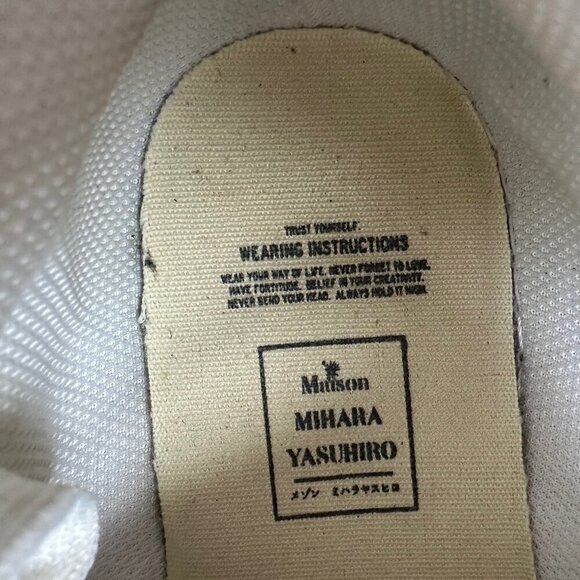 TRUST YOURSELF.
WEARING INSTRUCTIONS
WEAR YOUR WAY OF LIFE. NEVER FORGET TO LOVE.
HAVE FORTITUDE. BELIEF IN YOUR CREATIVITY.
NEVER BEND YOUR HEAD. ALWAYS HOLD IT HIGH.
Maison
MIHARA
YASUHIRO
メゾン ミハラヤスヒロ